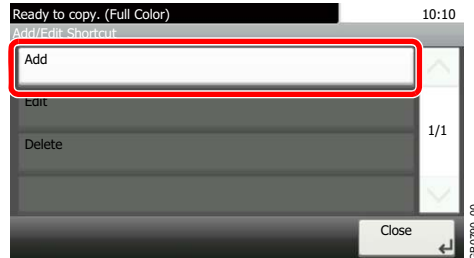 Ready to copy. (Full Color) 10:10
Add/Edit Shortcut
Add
Edit
1/1
Delete
Close